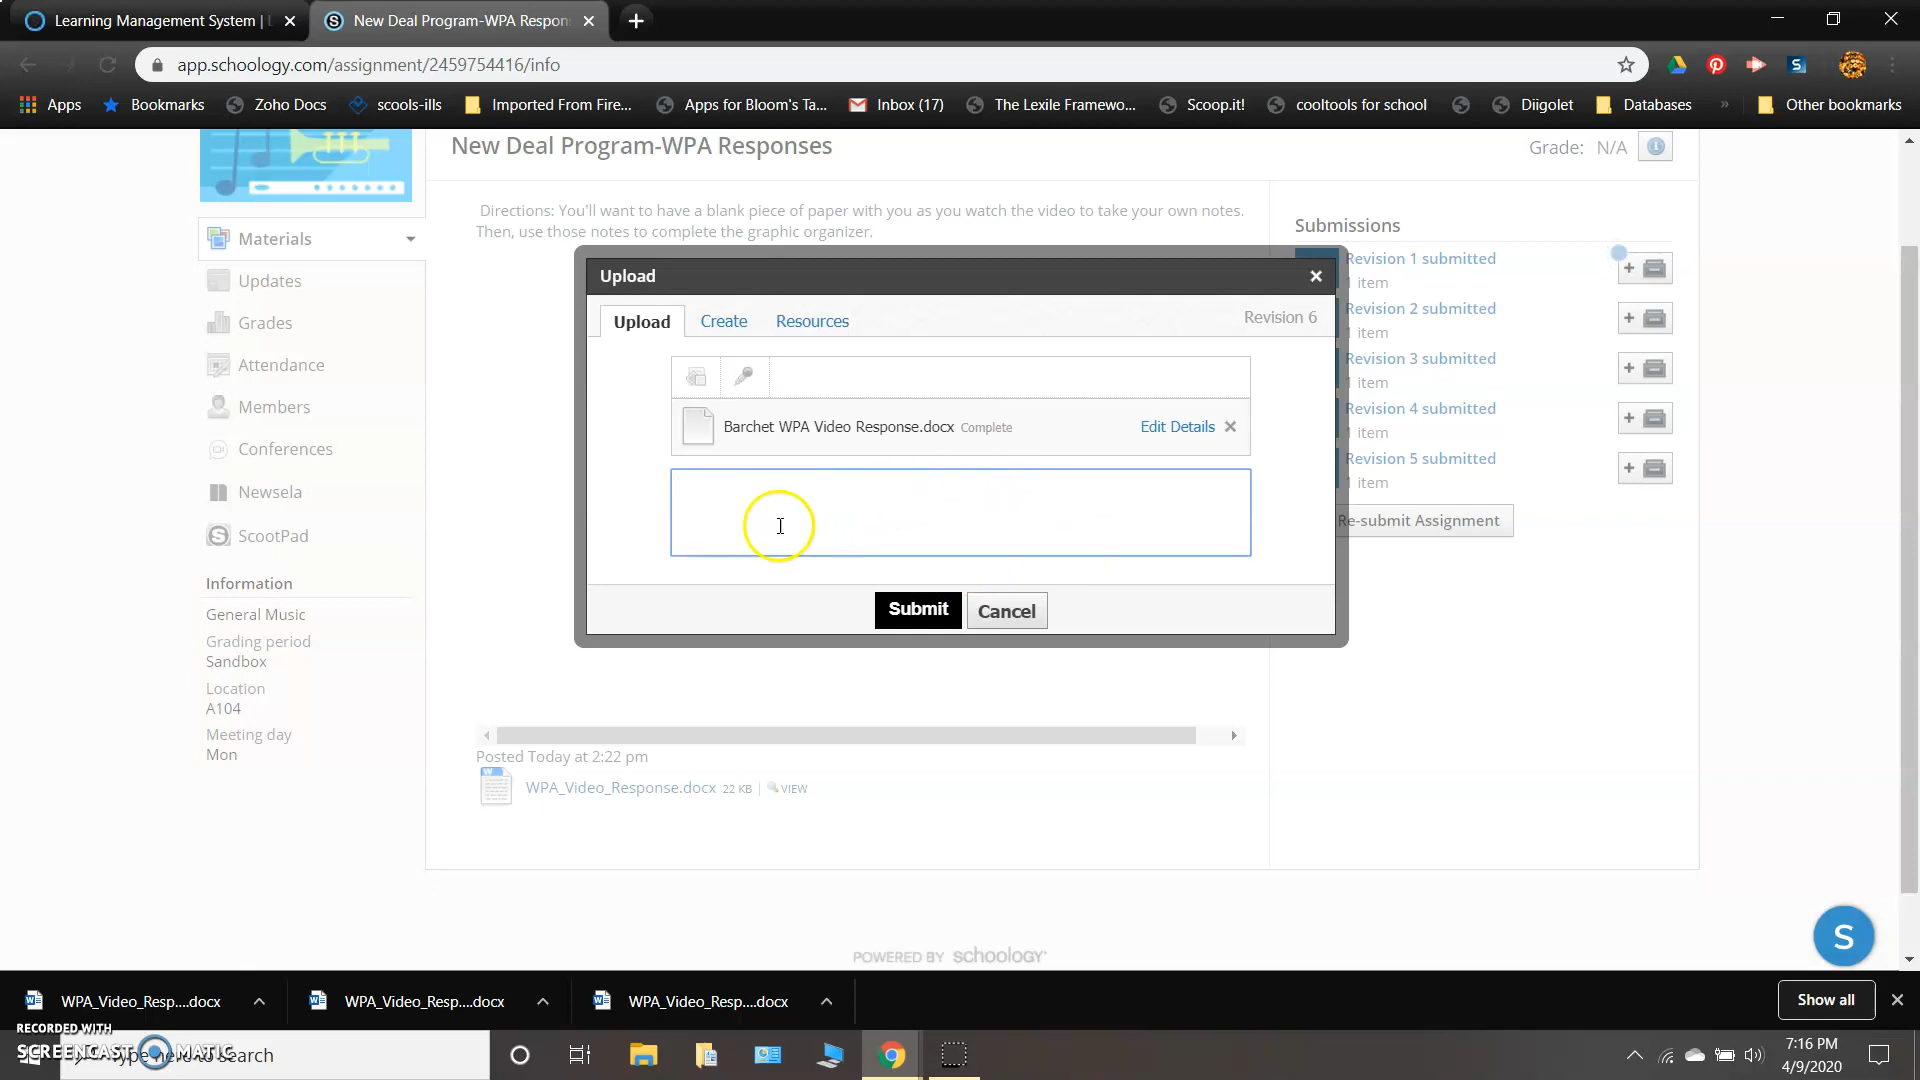 Learning Management System | L
New Deal Program-WPA Respon
app.schoology.com/assignment/2459754416/info
Apps
Bookmarks
Zoho Docs
scools-ills
Imported From Fire...
Apps for Bloom's Ta...
Inbox (17)
The Lexile Framewo...
Scoop.it!
cooltools for school
Diigolet
Databases
»
Other bookmarks
New Deal Program-WPA Responses
Grade: N/A
Materials
Updates
Grades
Attendance
Members
Conferences
Newsela
ScootPad
Information
General Music
Grading period
Sandbox
Location
A104
Meeting day
Mon
Directions: You'll want to have a blank piece of paper with you as you watch the video to take your own notes.
Then, use those notes to complete the graphic organizer.
Upload
Upload
Create
Resources
Revision 6
Barchet WPA Video Response.docx Complete
Edit Details
Submit
Cancel
Submissions
Revision 1 submitted
1 item
Revision 2 submitted
1 item
Revision 3 submitted
1 item
Revision 4 submitted
1 item
Revision 5 submitted
1 item
Re-submit Assignment
Posted Today at 2:22 pm
WPA_Video_Response.docx 22 KB | VIEW
POWERED BY schoology
S
WPA_Video_Resp....docx
WPA_Video_Resp....docx
WPA_Video_Resp....docx
Show all
RECORDED WITH
SCREENCAST MATIC
Type here to search
7:16 PM
4/9/2020